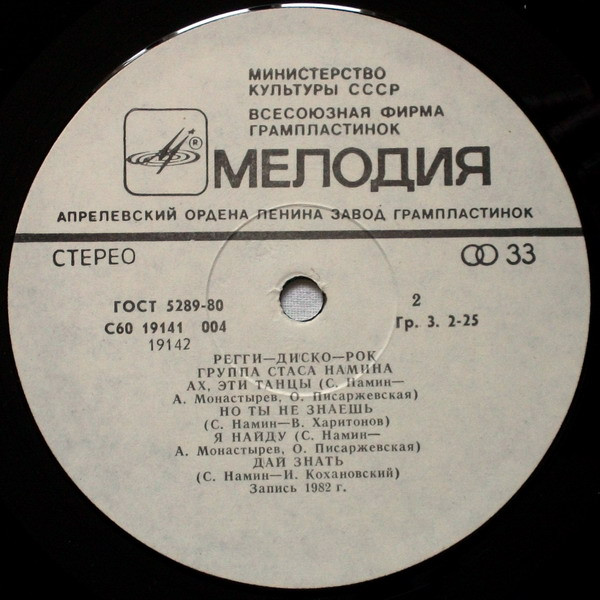 МИНИСТЕРСТВО
КУЛЬТУРЫ СССР
ВСЕСОЮЗНАЯ ФИРМА
ГРАМПЛАСТИНОК
®
МЕЛОДИЯ
АПРЕЛЕВСКИЙ ОРДЕНА ЛЕНИНА ЗАВОД ГРАМПЛАСТИНОК
СТЕРЕО
33
ГОСТ 5289-80
2
С60 19141 004
Гр. 3. 2-25
19142
РЕГГИ—ДИСКО—РОК
ГРУППА СТАСА НАМИНА
АХ, ЭТИ ТАНЦЫ (С. Намин—
А. Монастырев, О. Писаржевская)
НО ТЫ НЕ ЗНАЕШЬ
(С. Намин—В. Харитонов)
Я НАЙДУ (С. Намин—
А. Монастырев, О. Писаржевская)
ДАЙ ЗНАТЬ
(С. Намин—И. Кохановский)
Запись 1982 г.